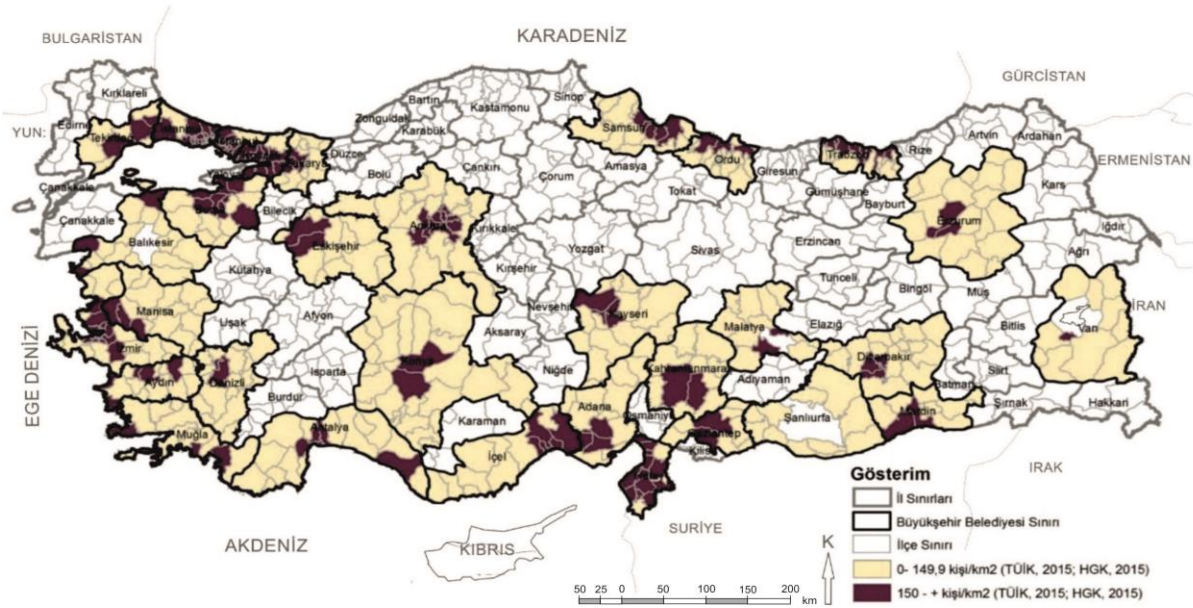 BULGARİSTAN
KARADENİZ
GÜRCİSTAN
YUN.
ERMENİSTAN
İRAN
EGE DENİZİ
AKDENİZ
KIBRIS
SURİYE
IRAK
Kırklareli
Edirne
Çanakkale
Çanakkale
Balıkesir
Bilecik
Düzce
Bolu
Zonguldak
Bartın
Karabük
Kastamonu
Sinop
Çankırı
Samsun
Ordu
Amasya
Çorum
Tokat
Giresun
Trabzon
Gümüşhane
Bayburt
Rize
Artvin
Ardahan
Kars
Iğdır
Ağrı
Erzurum
Erzincan
Tunceli
Bingöl
Muş
Bitlis
Van
Siirt
Hakkari
Şırnak
Batman
Mardin
Diyarbakır
Elazığ
Malatya
Adıyaman
Şanlıurfa
Kilis
Osmaniye
Adana
Kahramanmaraş
Kayseri
Sivas
Yozgat
Kırıkkale
Kırşehir
Nevşehir
Aksaray
Niğde
Ankara
Eskişehir
Kütahya
Afyon
Uşak
Manisa
İzmir
Aydın
Denizli
Muğla
Burdur
Isparta
Antalya
Konya
Karaman
İçel
Gösterim
İl Sınırları
Büyükşehir Belediyesi Sınırı
İlçe Sınırı
0- 149,9 kişi/km2 (TÜİK, 2015; HGK, 2015)
150 - + kişi/km2 (TÜİK, 2015; HGK, 2015)
K
50 25 0 50 100 150 200
km